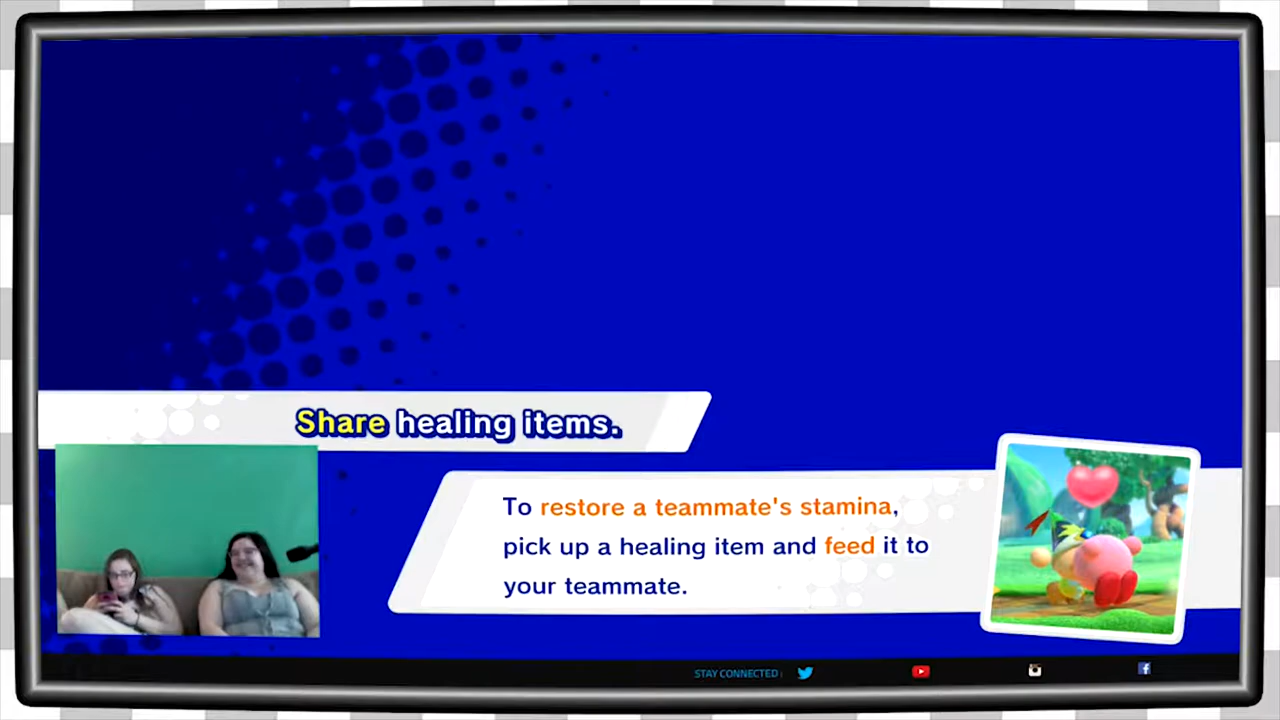 Share healing items.
To restore a teammate's stamina,
pick up a healing item and feed it to
your teammate.
STAY CONNECTED |